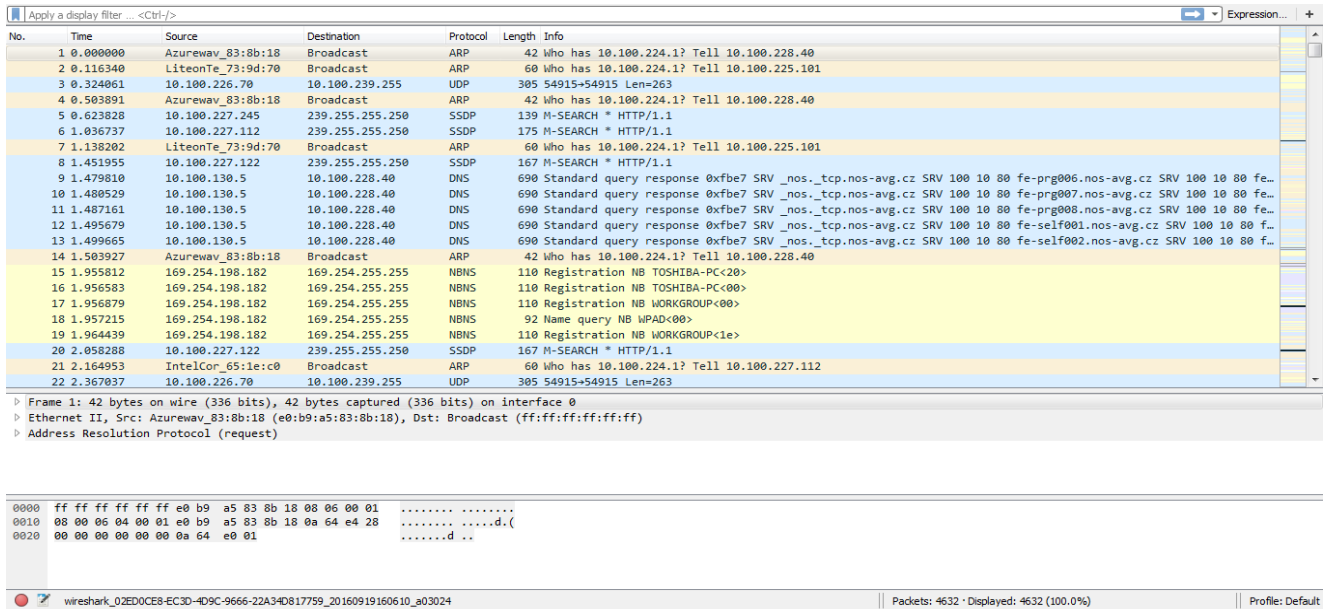 Apply a display filter ... <Ctrl-/> Expression... +
No. Time Source Destination Protocol Length Info
1 0.000000 Azurewav_83:8b:18 Broadcast ARP 42 Who has 10.100.224.1? Tell 10.100.228.40
2 0.116340 LiteonTe_73:9d:70 Broadcast ARP 60 Who has 10.100.224.1? Tell 10.100.225.101
3 0.324061 10.100.226.70 10.100.239.255 UDP 305 54915→54915 Len=263
4 0.503891 Azurewav_83:8b:18 Broadcast ARP 42 Who has 10.100.224.1? Tell 10.100.228.40
5 0.623828 10.100.227.245 239.255.255.250 SSDP 139 M-SEARCH * HTTP/1.1
6 1.036737 10.100.227.112 239.255.255.250 SSDP 175 M-SEARCH * HTTP/1.1
7 1.138202 LiteonTe_73:9d:70 Broadcast ARP 60 Who has 10.100.224.1? Tell 10.100.225.101
8 1.451955 10.100.227.122 239.255.255.250 SSDP 167 M-SEARCH * HTTP/1.1
9 1.479810 10.100.130.5 10.100.228.40 DNS 690 Standard query response 0xfbe7 SRV _nos._tcp.nos-avg.cz SRV 100 10 80 fe-prg006.nos-avg.cz SRV 100 10 80 fe…
10 1.480529 10.100.130.5 10.100.228.40 DNS 690 Standard query response 0xfbe7 SRV _nos._tcp.nos-avg.cz SRV 100 10 80 fe-prg007.nos-avg.cz SRV 100 10 80 fe…
11 1.487161 10.100.130.5 10.100.228.40 DNS 690 Standard query response 0xfbe7 SRV _nos._tcp.nos-avg.cz SRV 100 10 80 fe-prg008.nos-avg.cz SRV 100 10 80 fe…
12 1.495679 10.100.130.5 10.100.228.40 DNS 690 Standard query response 0xfbe7 SRV _nos._tcp.nos-avg.cz SRV 100 10 80 fe-self001.nos-avg.cz SRV 100 10 80 f…
13 1.499665 10.100.130.5 10.100.228.40 DNS 690 Standard query response 0xfbe7 SRV _nos._tcp.nos-avg.cz SRV 100 10 80 fe-self002.nos-avg.cz SRV 100 10 80 f…
14 1.503927 Azurewav_83:8b:18 Broadcast ARP 42 Who has 10.100.224.1? Tell 10.100.228.40
15 1.955812 169.254.198.182 169.254.255.255 NBNS 110 Registration NB TOSHIBA-PC<20>
16 1.956583 169.254.198.182 169.254.255.255 NBNS 110 Registration NB TOSHIBA-PC<00>
17 1.956879 169.254.198.182 169.254.255.255 NBNS 110 Registration NB WORKGROUP<00>
18 1.957215 169.254.198.182 169.254.255.255 NBNS 92 Name query NB WPAD<00>
19 1.964439 169.254.198.182 169.254.255.255 NBNS 110 Registration NB WORKGROUP<1e>
20 2.058288 10.100.227.122 239.255.255.250 SSDP 167 M-SEARCH * HTTP/1.1
21 2.164953 IntelCor_65:1e:c0 Broadcast ARP 60 Who has 10.100.224.1? Tell 10.100.227.112
22 2.367037 10.100.226.70 10.100.239.255 UDP 305 54915→54915 Len=263
Frame 1: 42 bytes on wire (336 bits), 42 bytes captured (336 bits) on interface 0
Ethernet II, Src: Azurewav_83:8b:18 (e0:b9:a5:83:8b:18), Dst: Broadcast (ff:ff:ff:ff:ff:ff)
Address Resolution Protocol (request)
0000 ff ff ff ff ff ff e0 b9 a5 83 8b 18 08 06 00 01 ........ ........
0010 08 00 06 04 00 01 e0 b9 a5 83 8b 18 0a 64 e4 28 ........ .....d.(
0020 00 00 00 00 00 00 0a 64 e0 01 .......d ..
wireshark_02ED0CE8-EC3D-4D9C-9666-22A34D817759_20160919160610_a03024 Packets: 4632 · Displayed: 4632 (100.0%) Profile: Default